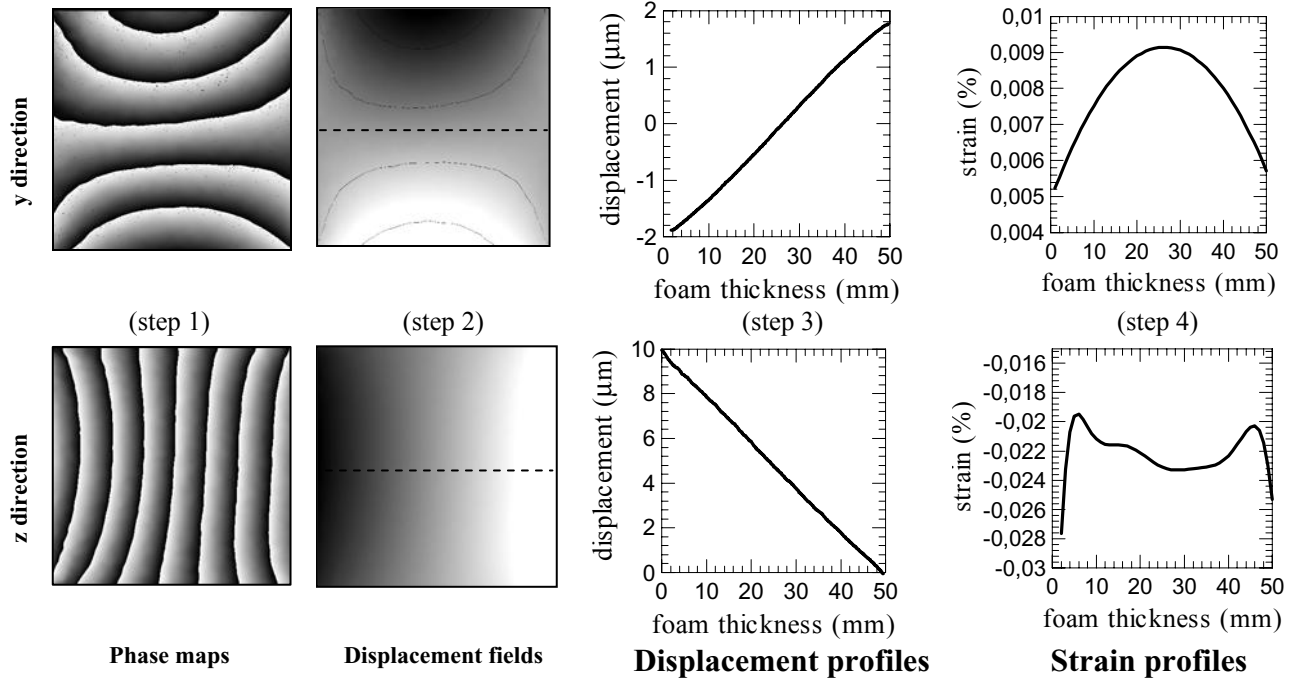 y direction
2
1
0
-1
-2
displacement (µm)
0 10 20 30 40 50
foam thickness (mm)
0,01
0,009
0,008
0,007
0,006
0,005
0,004
strain (%)
0 10 20 30 40 50
foam thickness (mm)
(step 1) (step 2) (step 3) (step 4)
z direction
10
8
6
4
2
0
displacement (µm)
0 10 20 30 40 50
foam thickness (mm)
-0,016
-0,018
-0,02
-0,022
-0,024
-0,026
-0,028
-0,03
strain (%)
0 10 20 30 40 50
foam thickness (mm)
Phase maps Displacement fields Displacement profiles Strain profiles